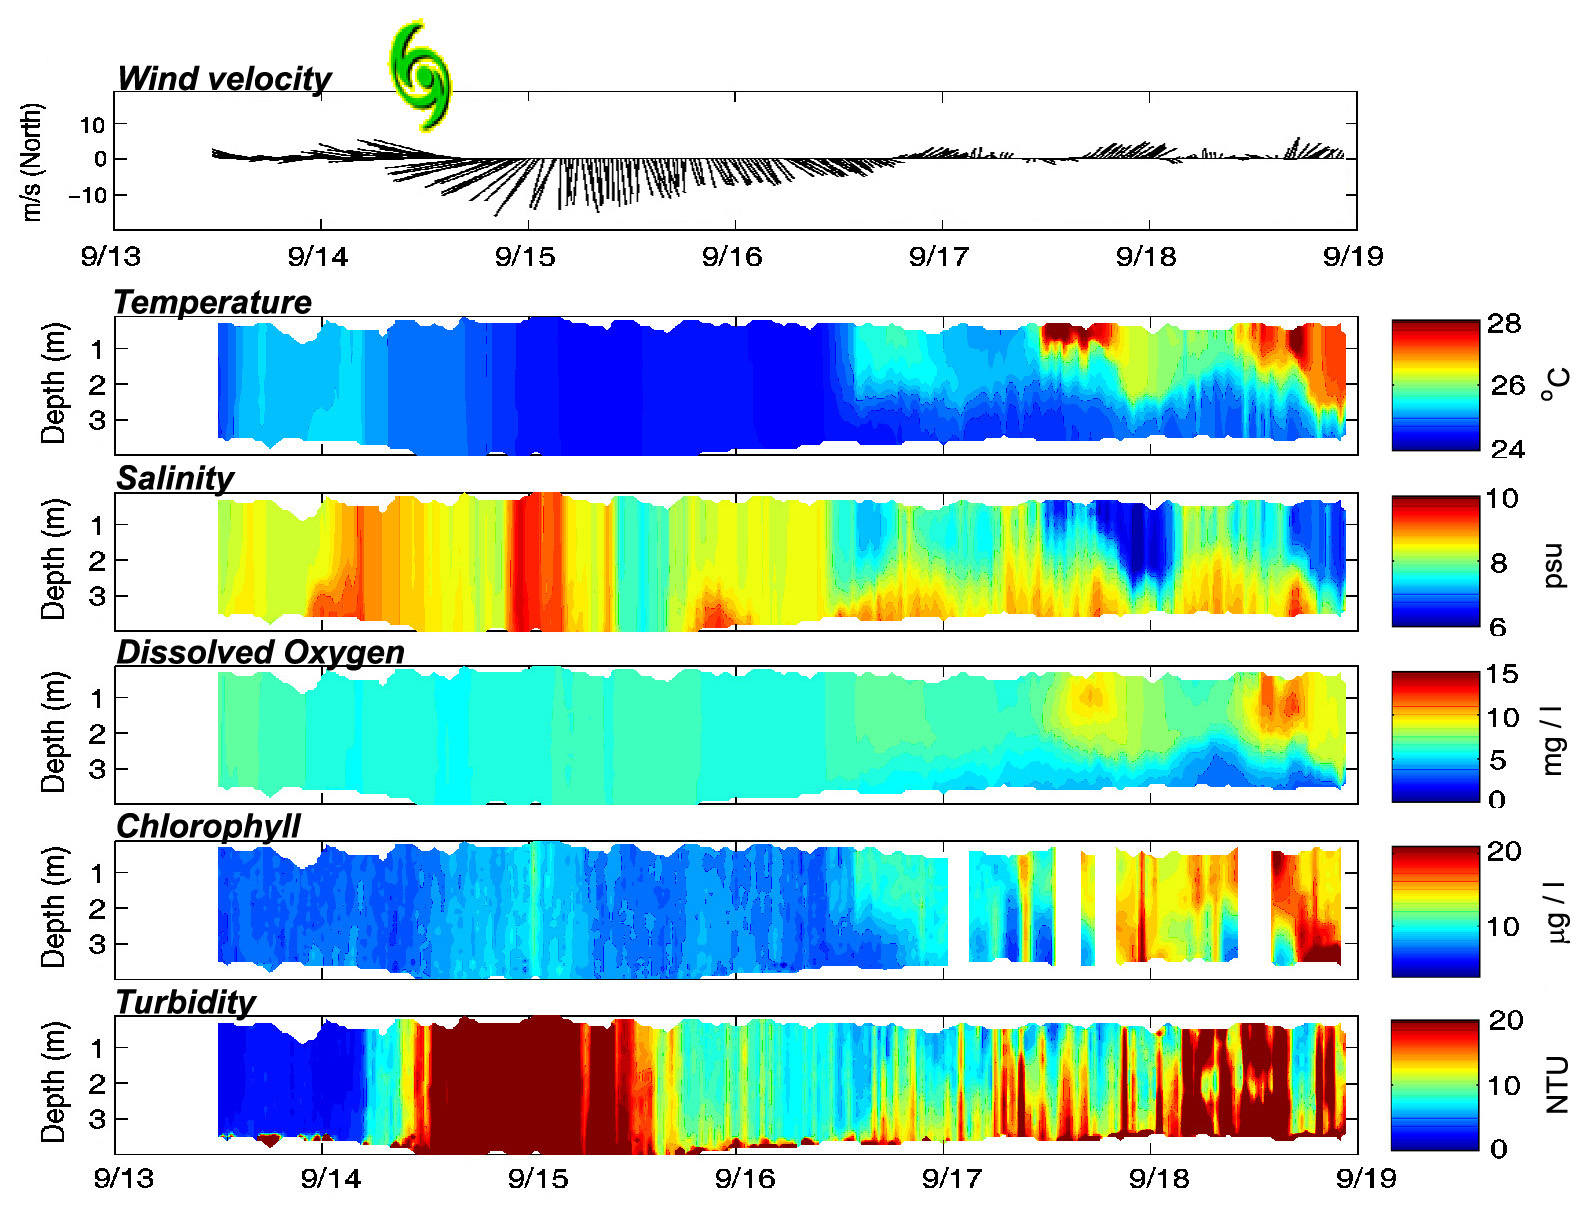 Wind velocity
m/s (North)
10
0
−10
9/13 9/14 9/15 9/16 9/17 9/18 9/19
Temperature
Depth (m)
1
2
3
28
26
24
°C
Salinity
Depth (m)
1
2
3
10
8
6
psu
Dissolved Oxygen
Depth (m)
1
2
3
15
10
5
0
mg / l
Chlorophyll
Depth (m)
1
2
3
20
10
µg / l
Turbidity
Depth (m)
1
2
3
20
10
0
NTU
9/13 9/14 9/15 9/16 9/17 9/18 9/19